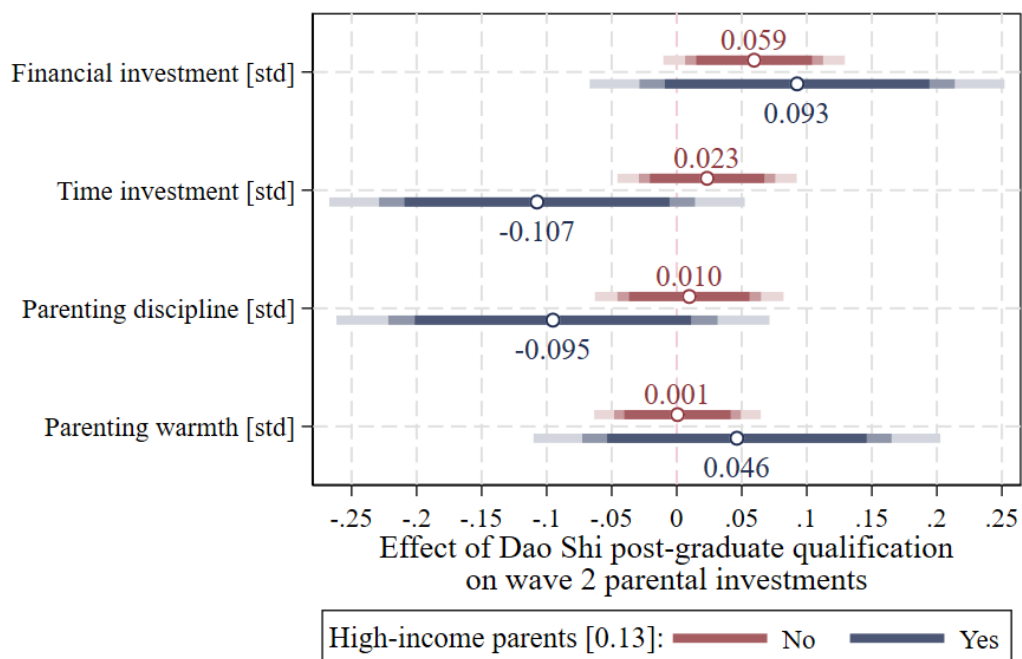 0.059
Financial investment [std]
0.093
0.023
Time investment [std]
-0.107
0.010
Parenting discipline [std]
-0.095
0.001
Parenting warmth [std]
0.046
-.25 -.2 -.15 -.1 -.05 0 .05 .1 .15 .2 .25
Effect of Dao Shi post-graduate qualification
on wave 2 parental investments
High-income parents [0.13]: No Yes